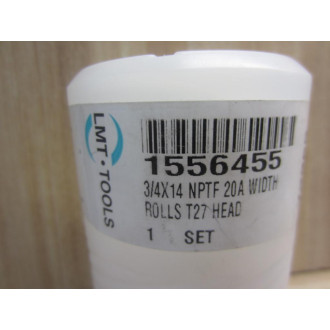 LMT·TOOLS
1556455
3/4X14 NPTF 20A WIDTH
ROLLS T27 HEAD
1 SET